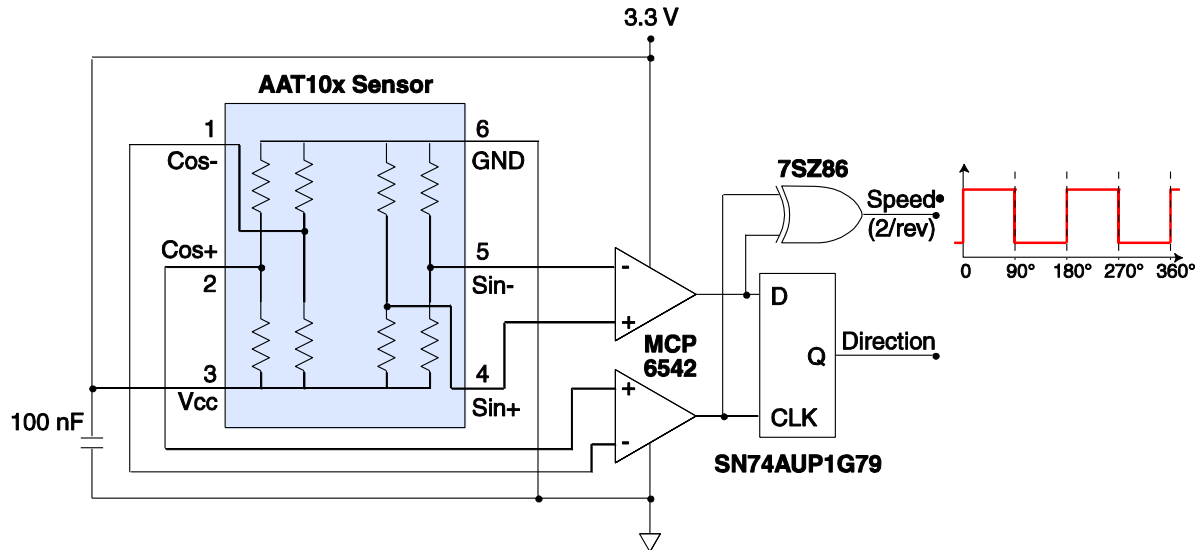 3.3 V
AAT10x Sensor
1
Cos-
6
GND
Cos+
2
5
Sin-
3
Vcc
4
Sin+
100 nF
-
+
MCP
6542
+
-
7SZ86
Speed
(2/rev)
D
Q
CLK
Direction
SN74AUP1G79
0
90°
180°
270°
360°